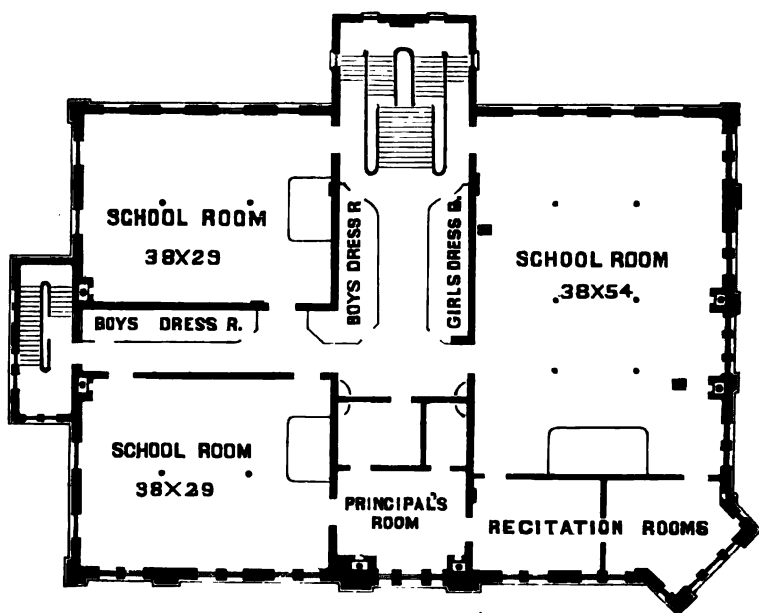 SCHOOL ROOM
38X29
BOYS DRESS R
GIRLS DRESS R.
SCHOOL ROOM
38X54
BOYS DRESS R.
SCHOOL ROOM
38X29
PRINCIPAL'S
ROOM
RECITATION ROOMS